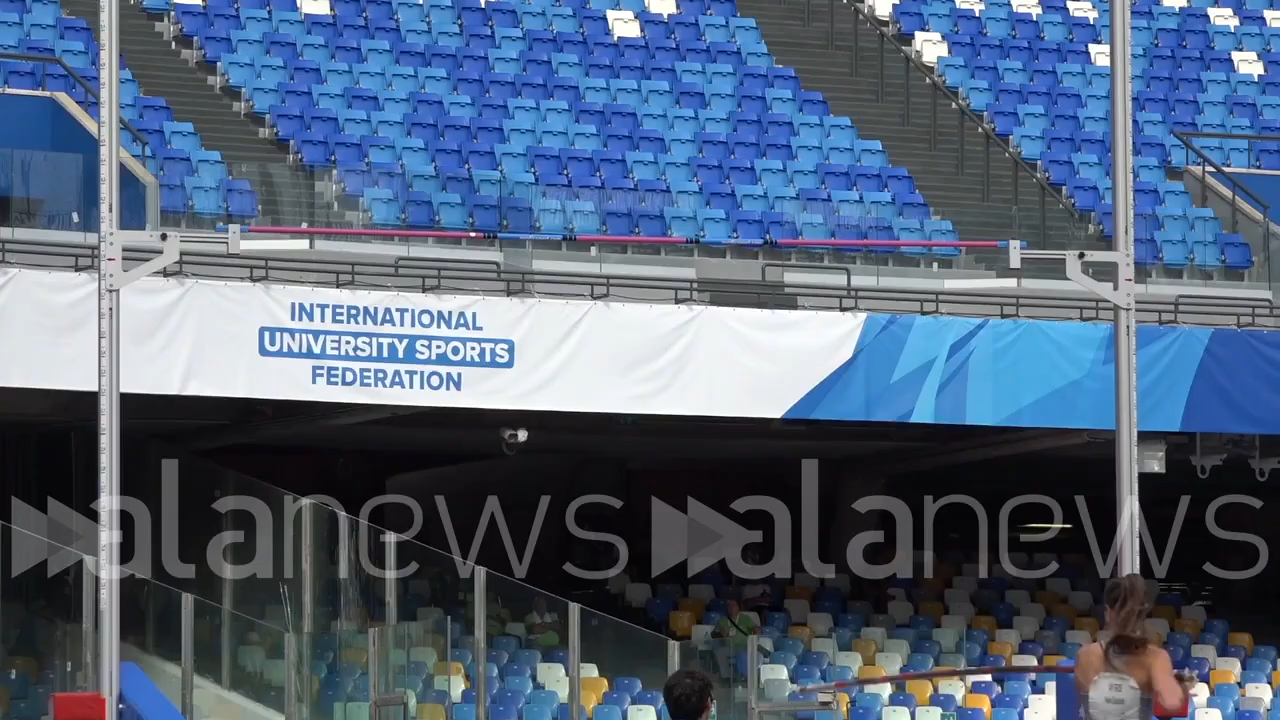 INTERNATIONAL
UNIVERSITY SPORTS
FEDERATION
alanews alanews